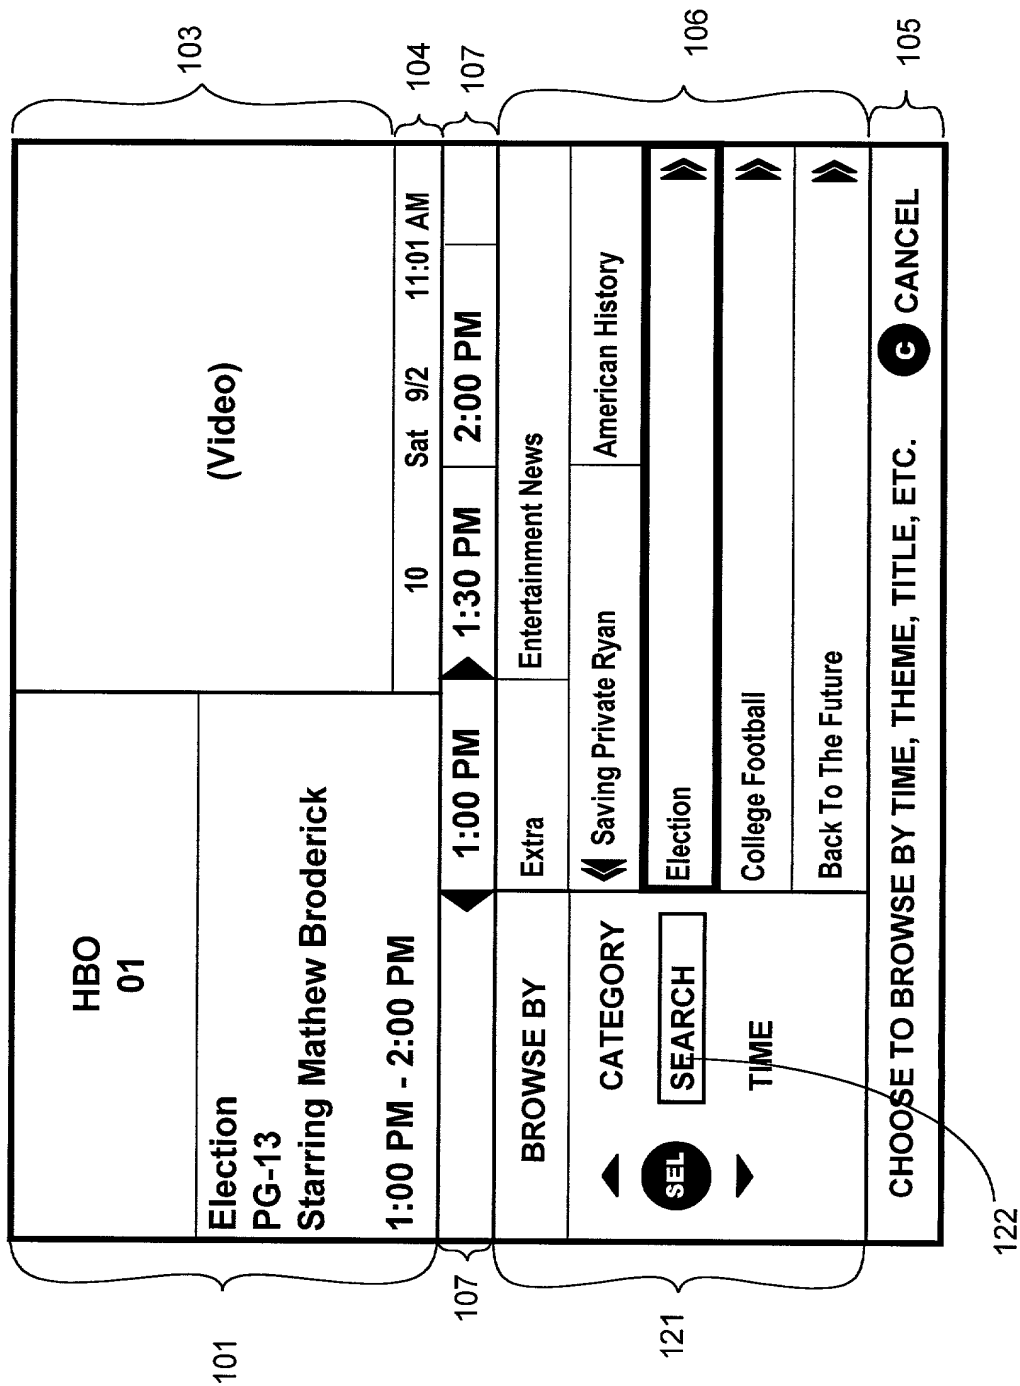 HBO
01
Election
PG-13
Starring Mathew Broderick
1:00 PM - 2:00 PM
(Video)
10 Sat 9/2 11:01 AM
1:00 PM 1:30 PM 2:00 PM
BROWSE BY
CATEGORY
SEARCH
TIME
SEL
Extra Entertainment News
Saving Private Ryan American History
Election
College Football
Back To The Future
CHOOSE TO BROWSE BY TIME, THEME, TITLE, ETC. C CANCEL
101
103
104
107
106
105
107
121
122